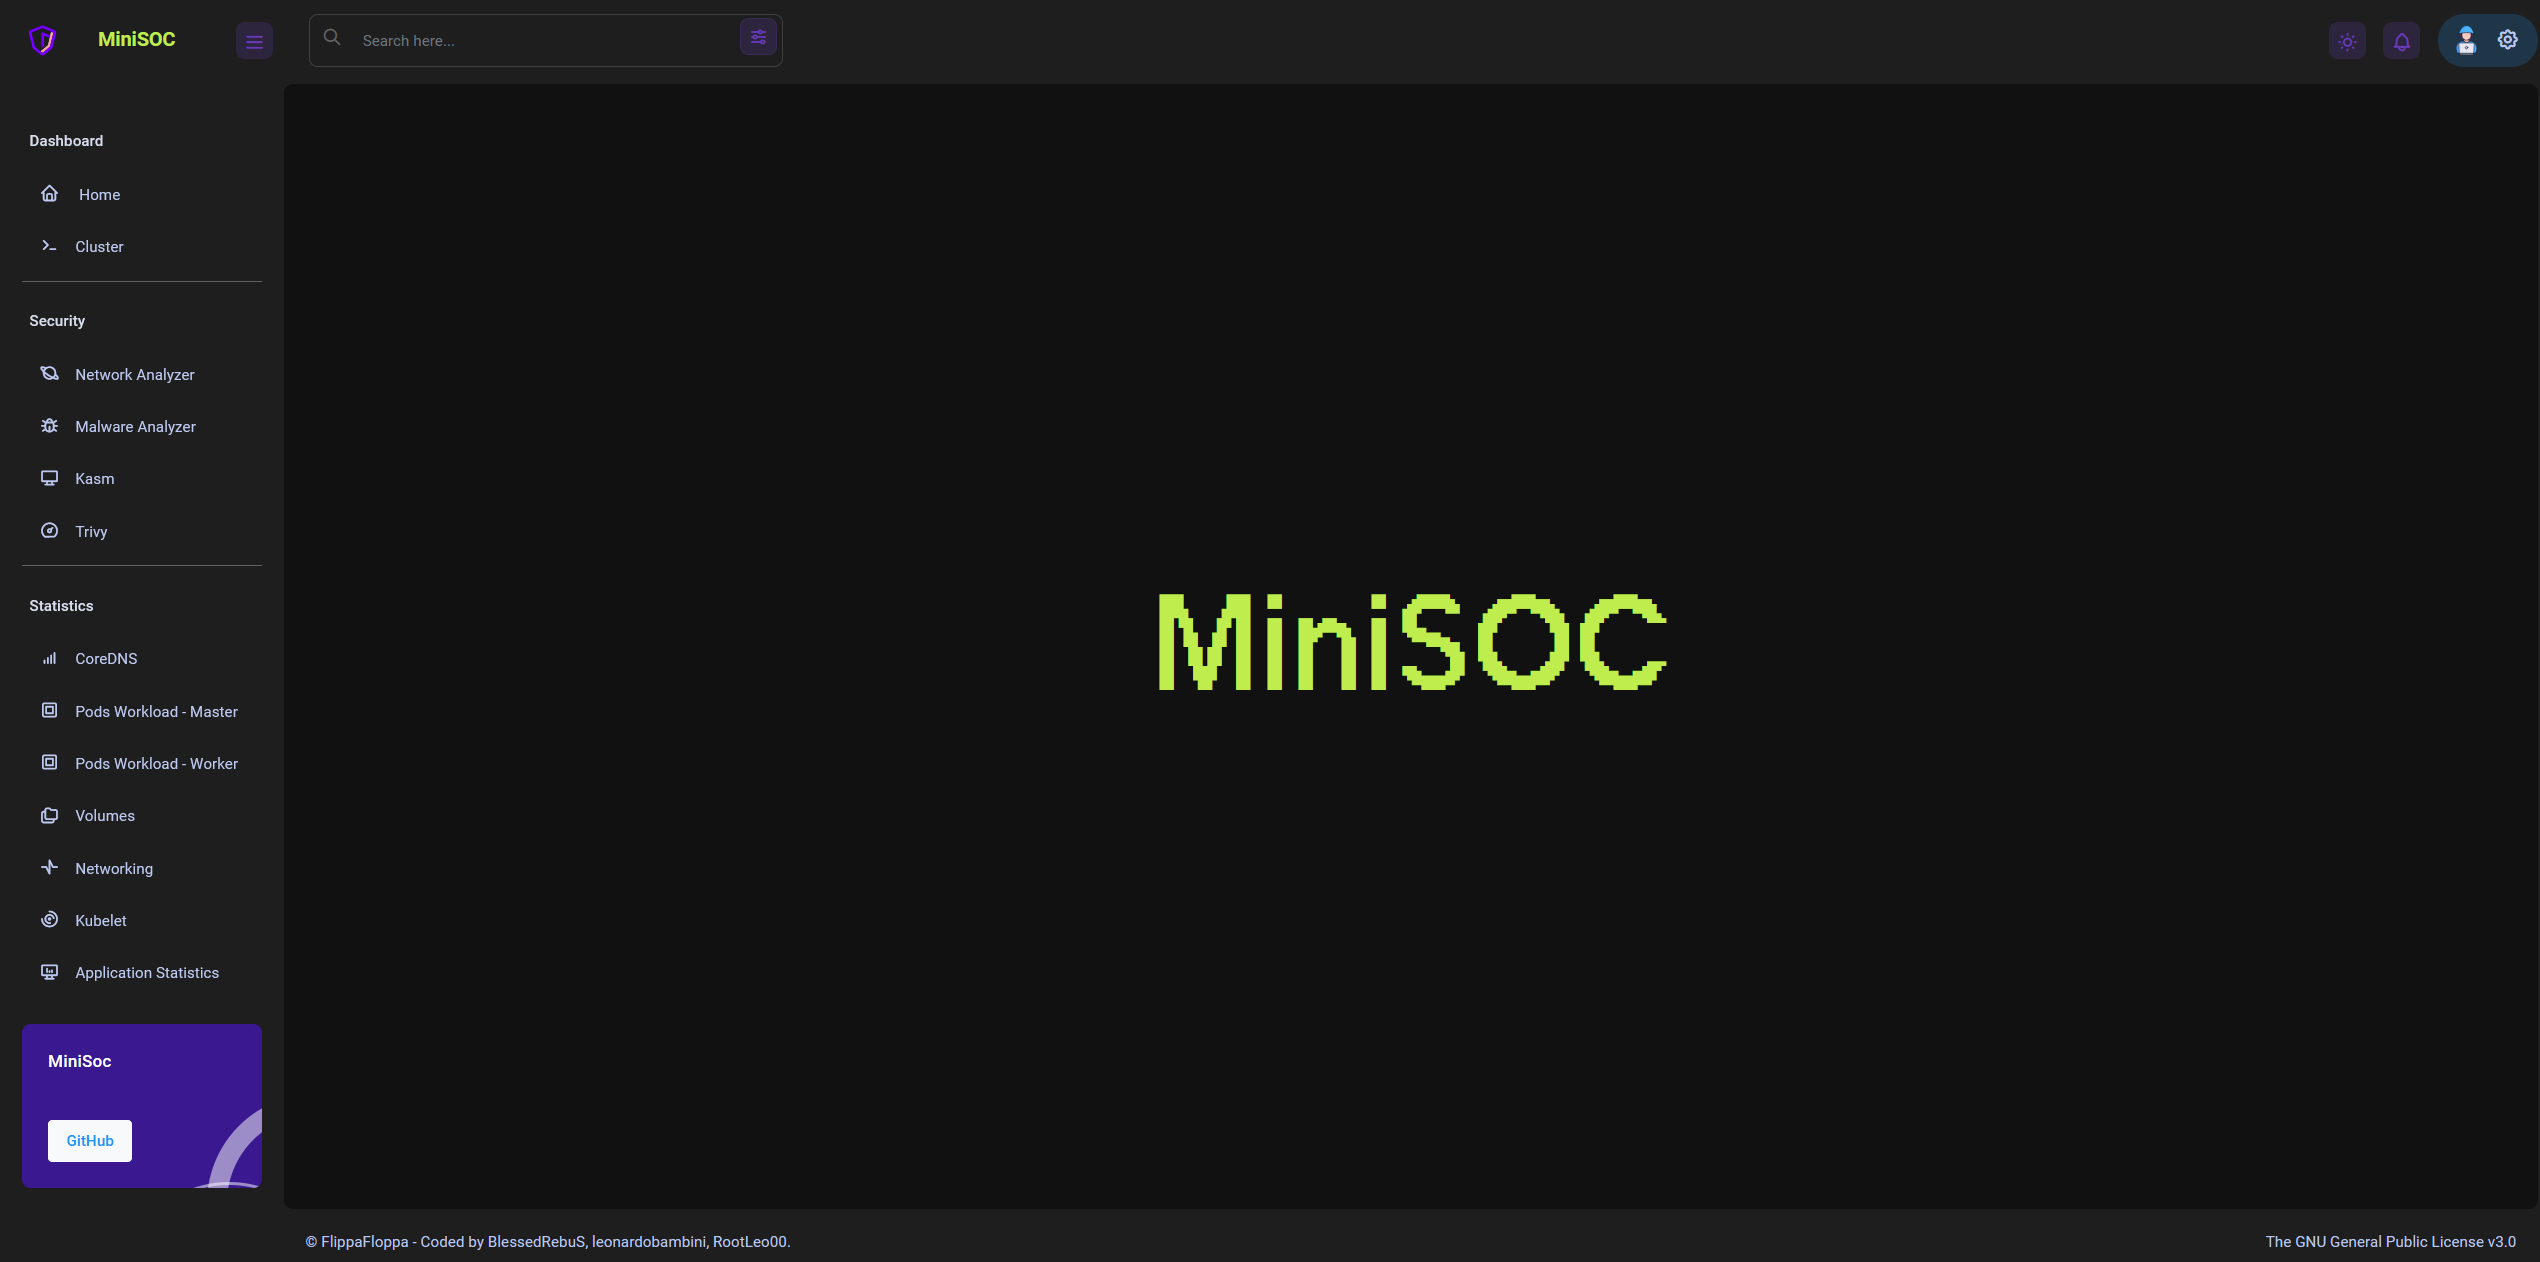 MiniSOC
Search here...
Dashboard
Home
Cluster
Security
Network Analyzer
Malware Analyzer
Kasm
Trivy
Statistics
CoreDNS
Pods Workload - Master
Pods Workload - Worker
Volumes
Networking
Kubelet
Application Statistics
MiniSoc
GitHub
MiniSOC
© FlippaFloppa - Coded by BlessedRebuS, leonardobambini, RootLeo00.
The GNU General Public License v3.0